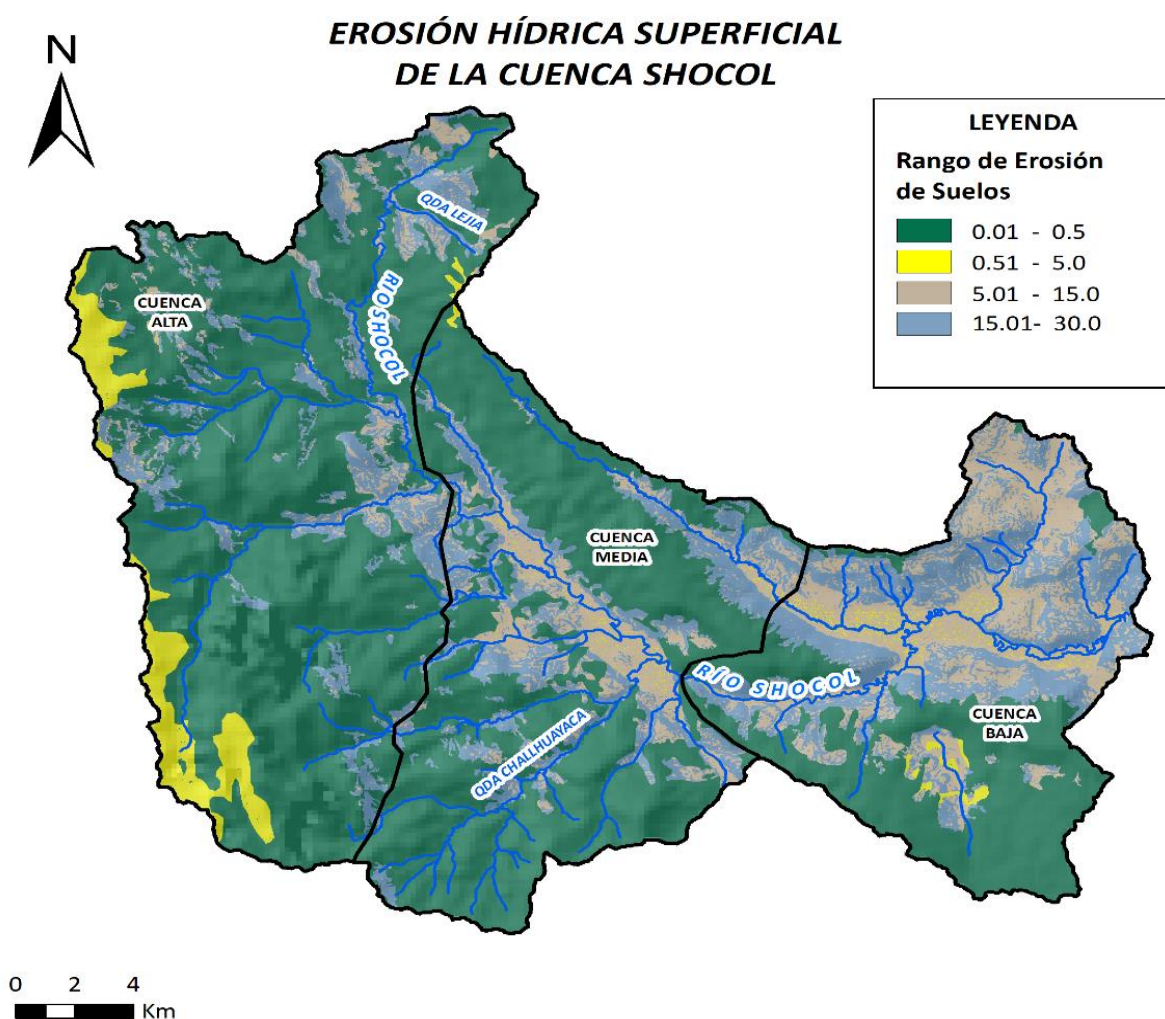 EROSIÓN HÍDRICA SUPERFICIAL
DE LA CUENCA SHOCOL
N
LEYENDA
Rango de Erosión
de Suelos
0.01 - 0.5
0.51 - 5.0
5.01 - 15.0
15.01- 30.0
QDA LEJIA
CUENCA
ALTA
RIO SHOCOL
CUENCA
MEDIA
RÍO SHOCOL
CUENCA
BAJA
QDA CHALLHUAYACA
0 2 4
Km